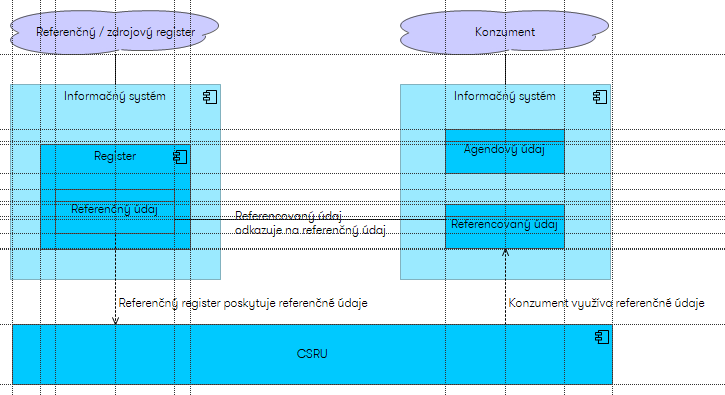 Referenčný / zdrojový register
Konzument
Informačný systém
Informačný systém
Register
Agendový údaj
Referenčný údaj
Referencovaný údaj
odkazuje na referenčný údaj
Referencovaný údaj
Referenčný register poskytuje referenčné údaje
Konzument využíva referenčné údaje
CSRU